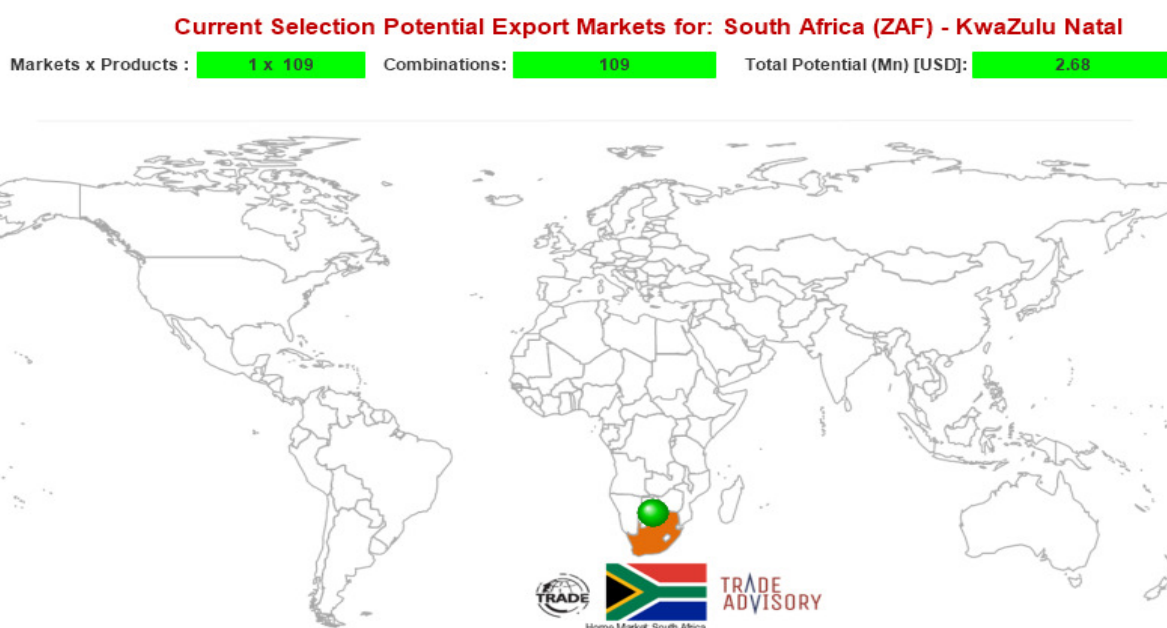 Current Selection Potential Export Markets for: South Africa (ZAF) - KwaZulu Natal
Markets x Products : 1 x 109 Combinations: 109 Total Potential (Mn) [USD]: 2.68
TRADE
TRADE
ADVISORY
Home Market: South Africa